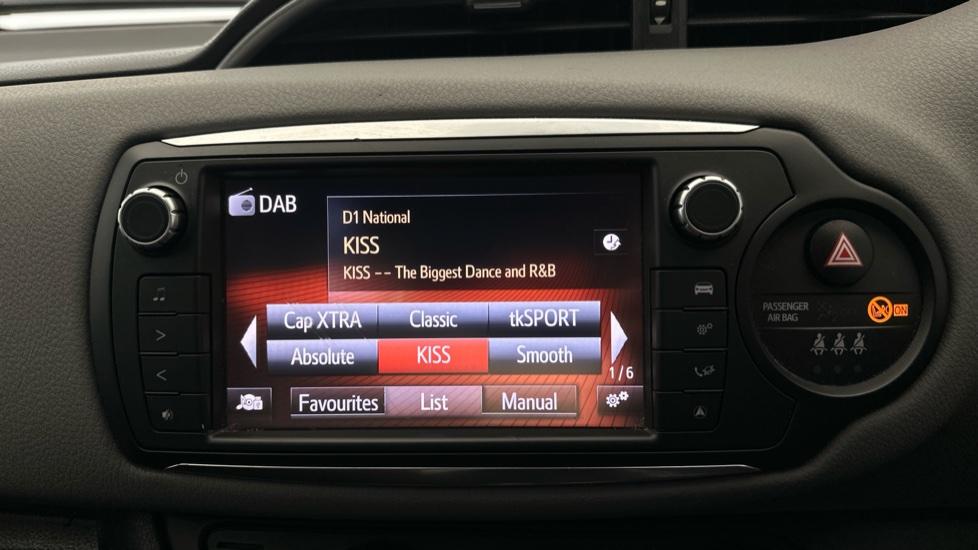 DAB
D1 National
KISS
KISS -- The Biggest Dance and R&B
Cap XTRA Classic tkSPORT
Absolute KISS Smooth
1/6
Favourites List Manual
PASSENGER
AIR BAG
ON